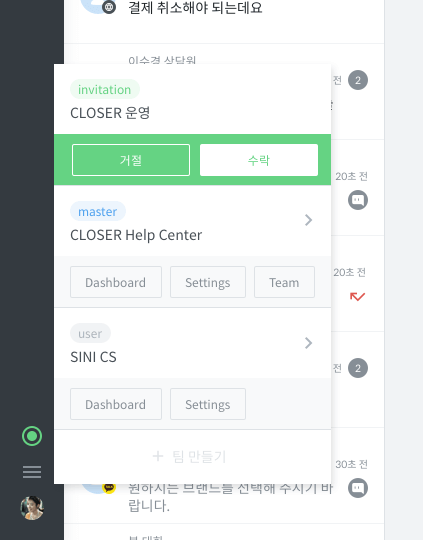 결제 취소해야 되는데요
이수경 상담원
invitation
전
2
CLOSER 운영
거절
수락
20초 전
master
CLOSER Help Center
Dashboard
Settings
Team
20초 전
user
SINI CS
전
2
Dashboard
Settings
+ 팀 만들기
30초 전
TALK
원하시는 브랜드를 선택해 주시기 바
랍니다.